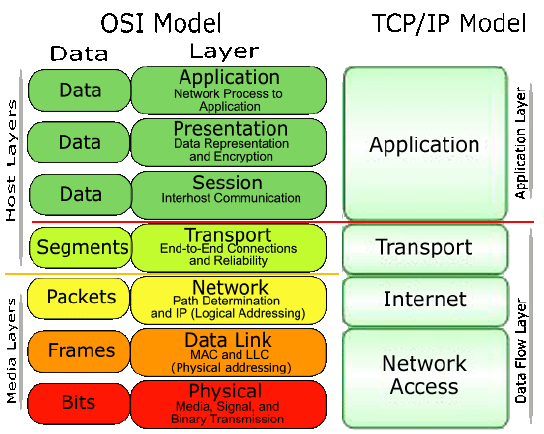 OSI Model
TCP/IP Model
Data
Layer
Host Layers
Data
Application
Network Process to
Application
Data
Presentation
Data Representation
and Encryption
Data
Session
Interhost Communication
Application
Application Layer
Segments
Transport
End-to-End Connections
and Reliability
Transport
Media Layers
Packets
Network
Path Determination
and IP (Logical Addressing)
Internet
Frames
Data Link
MAC and LLC
(Physical addressing)
Network
Access
Data Flow Layer
Bits
Physical
Media, Signal, and
Binary Transmission